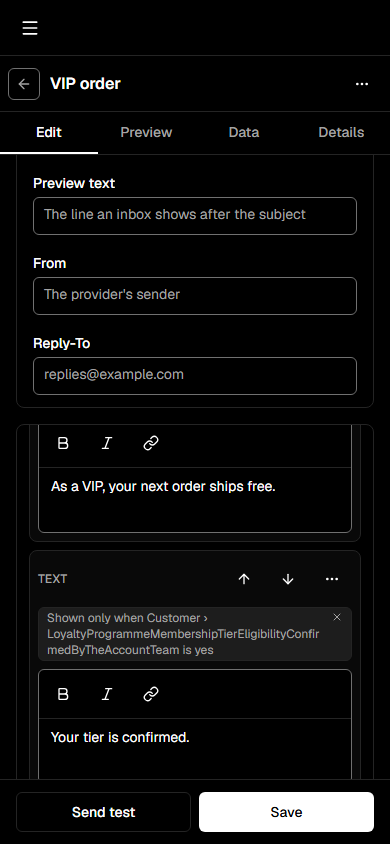 VIP order
Edit
Preview
Data
Details
Preview text
The line an inbox shows after the subject
From
The provider's sender
Reply-To
replies@example.com
B I
As a VIP, your next order ships free.
TEXT
Shown only when Customer ›
LoyaltyProgrammeMembershipTierEligibilityConfir
medByTheAccountTeam is yes
B I
Your tier is confirmed.
Send test
Save